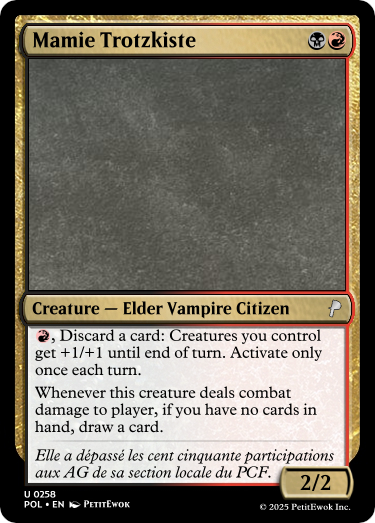 Mamie Trotzkiste
Creature — Elder Vampire Citizen
, Discard a card: Creatures you control
get +1/+1 until end of turn. Activate only
once each turn.
Whenever this creature deals combat
damage to player, if you have no cards in
hand, draw a card.
Elle a dépassé les cent cinquante participations
aux AG de sa section locale du PCF.
2/2
U 0258
POL • EN PetitEwok
© 2025 PetitEwok Inc.